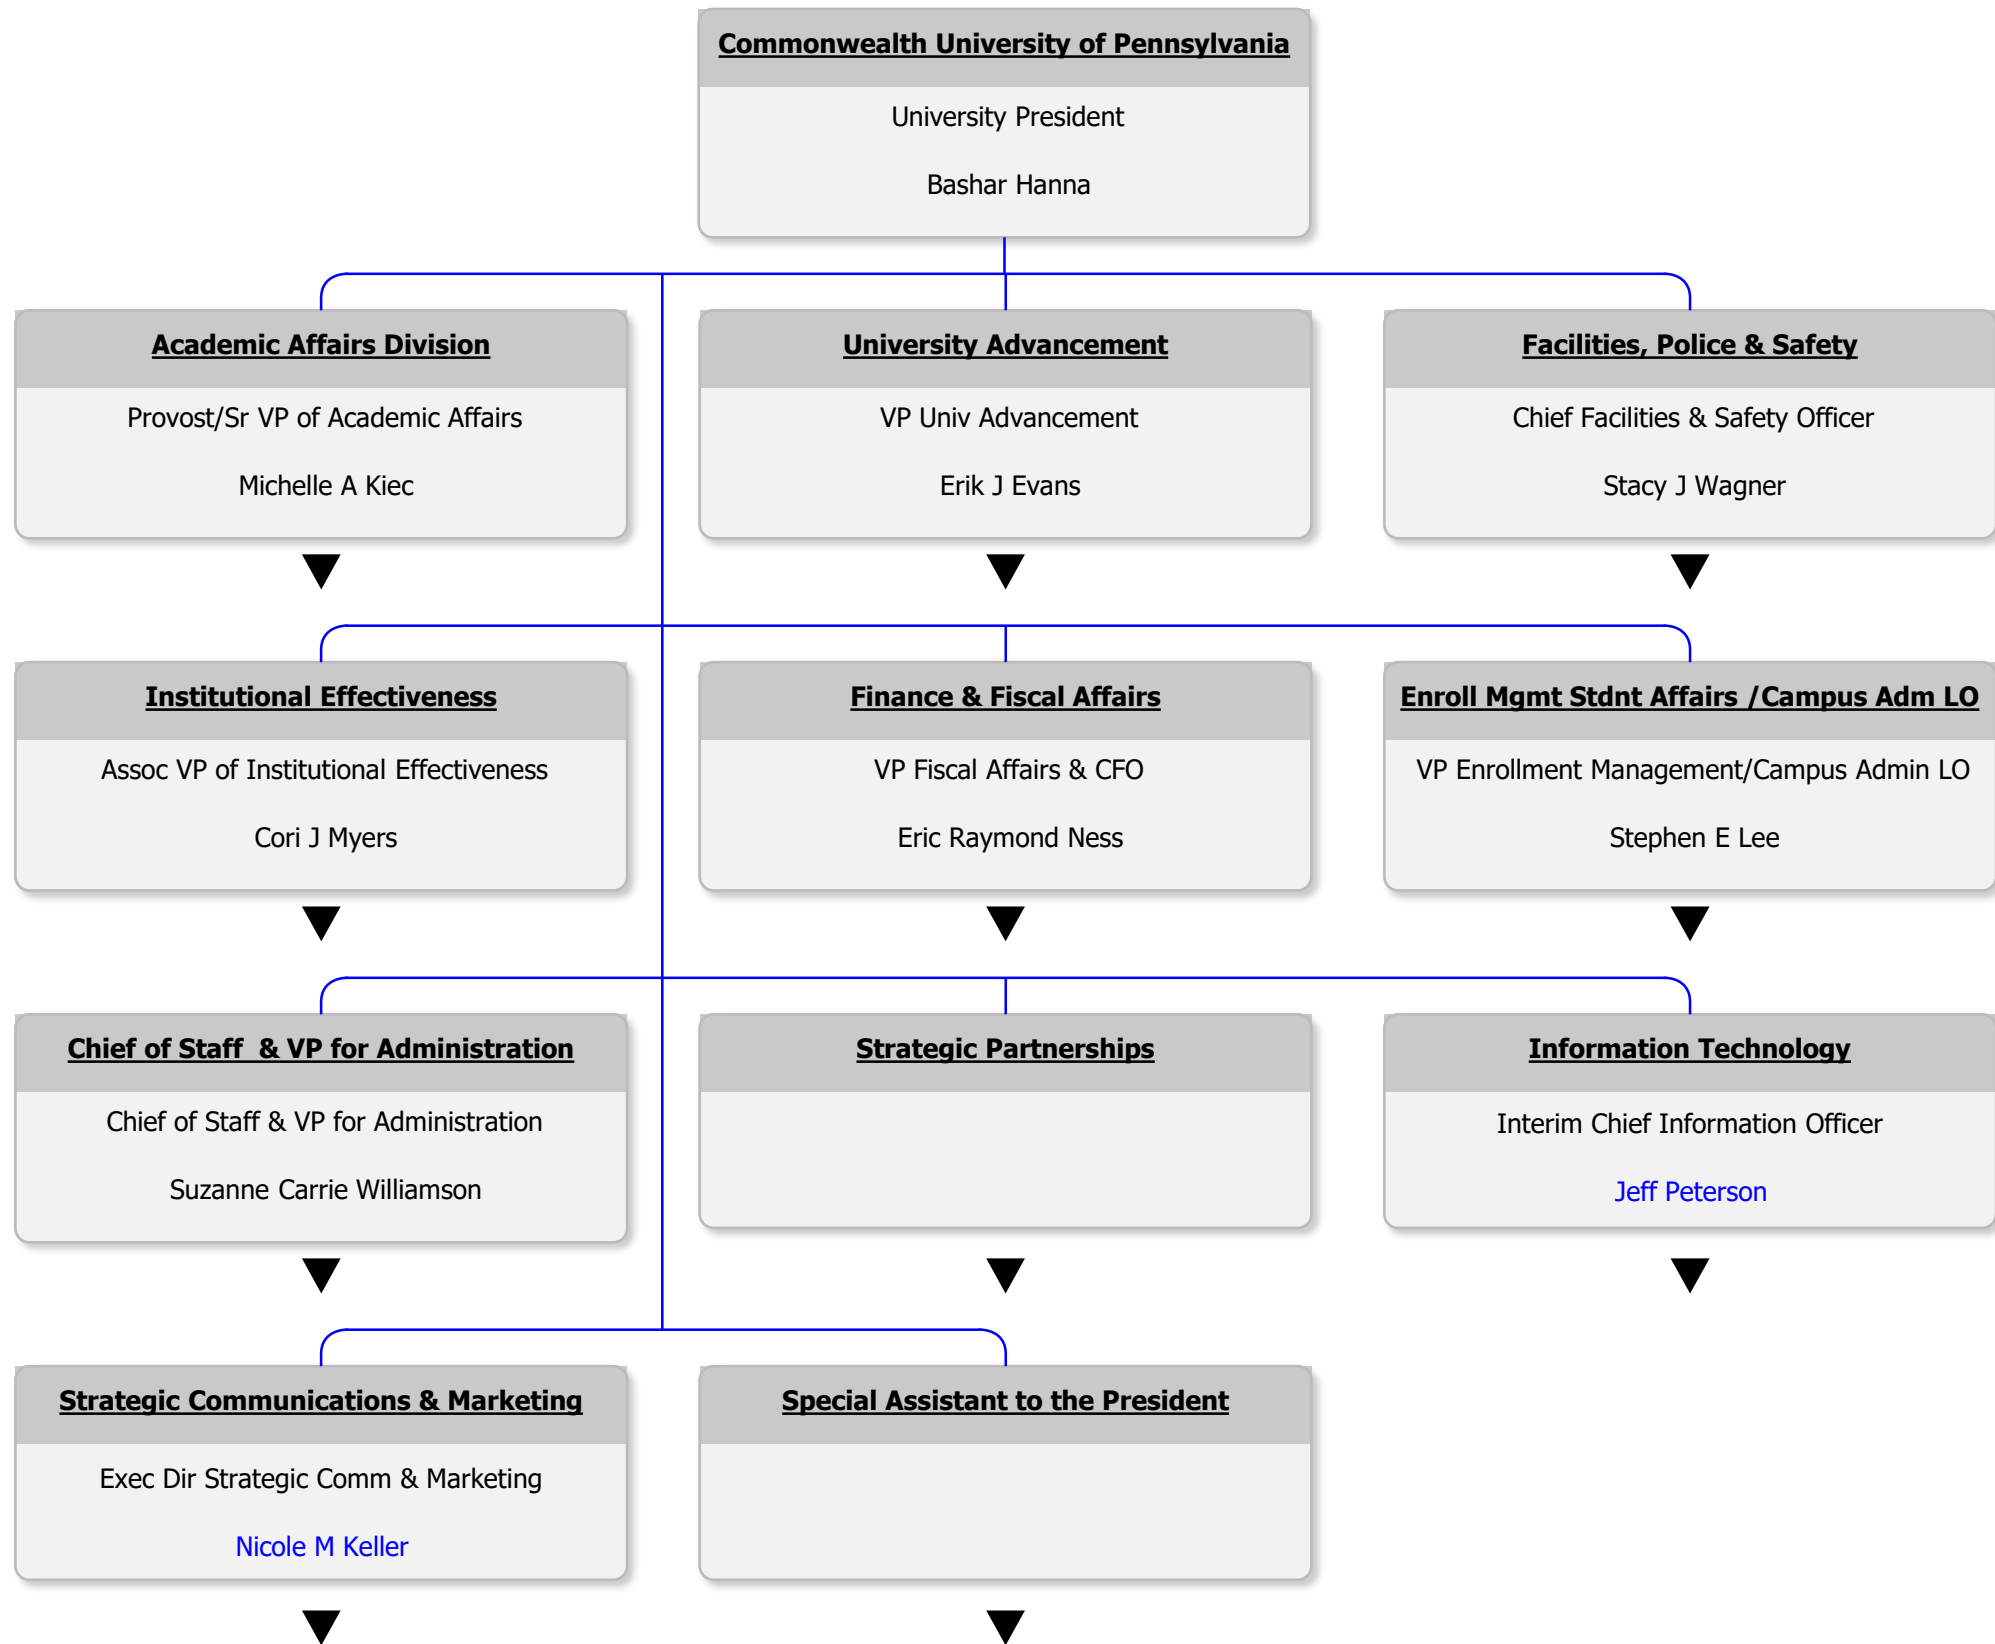 Commonwealth University of Pennsylvania
University President
Bashar Hanna
Academic Affairs Division
Provost/Sr VP of Academic Affairs
Michelle A Kiec
University Advancement
VP Univ Advancement
Erik J Evans
Facilities, Police & Safety
Chief Facilities & Safety Officer
Stacy J Wagner
Institutional Effectiveness
Assoc VP of Institutional Effectiveness
Cori J Myers
Finance & Fiscal Affairs
VP Fiscal Affairs & CFO
Eric Raymond Ness
Enroll Mgmt Stdnt Affairs /Campus Adm LO
VP Enrollment Management/Campus Admin LO
Stephen E Lee
Chief of Staff  & VP for Administration
Chief of Staff & VP for Administration
Suzanne Carrie Williamson
Strategic Partnerships
Information Technology
Interim Chief Information Officer
Jeff Peterson
Strategic Communications & Marketing
Exec Dir Strategic Comm & Marketing
Nicole M Keller
Special Assistant to the President